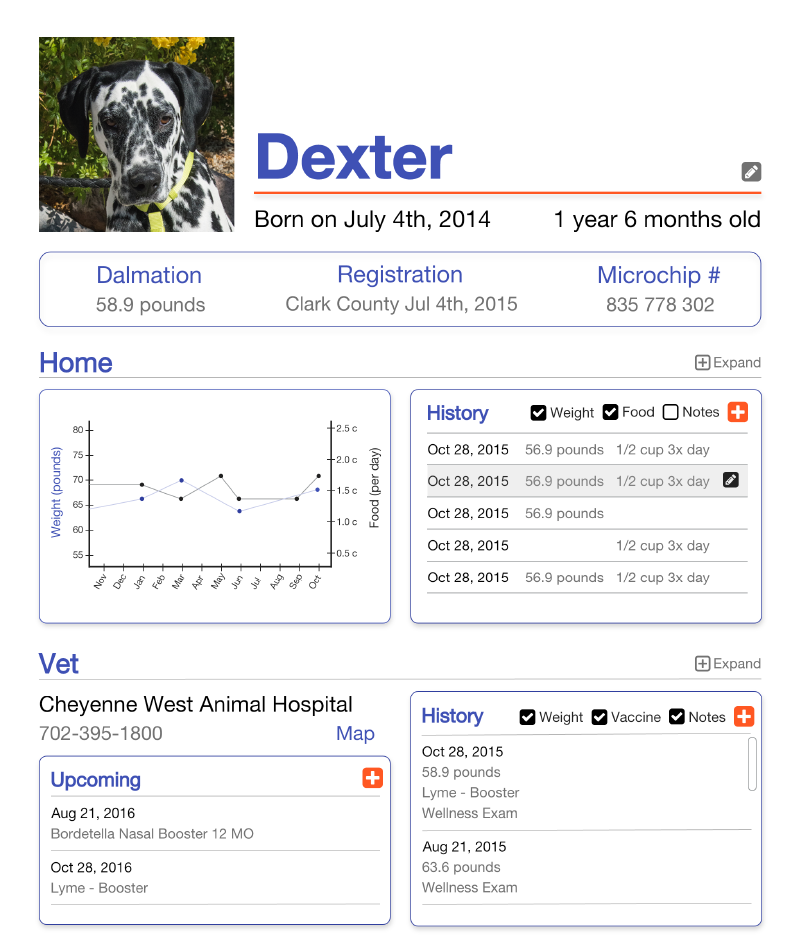 Dexter
Born on July 4th, 2014 1 year 6 months old
Dalmation Registration Microchip #
58.9 pounds Clark County Jul 4th, 2015 835 778 302
Home Expand
Weight (pounds)
80
75
70
65
60
55
2.5 c
2.0 c
1.5 c
1.0 c
0.5 c
Food (per day)
Nov Dec Jan Feb Mar Apr May Jun Jul Aug Sep Oct
History Weight Food Notes
Oct 28, 2015 56.9 pounds 1/2 cup 3x day
Oct 28, 2015 56.9 pounds 1/2 cup 3x day
Oct 28, 2015 56.9 pounds
Oct 28, 2015 1/2 cup 3x day
Oct 28, 2015 56.9 pounds 1/2 cup 3x day
Vet Expand
Cheyenne West Animal Hospital
702-395-1800 Map
Upcoming
Aug 21, 2016
Bordetella Nasal Booster 12 MO
Oct 28, 2016
Lyme - Booster
History Weight Vaccine Notes
Oct 28, 2015
58.9 pounds
Lyme - Booster
Wellness Exam
Aug 21, 2015
63.6 pounds
Wellness Exam